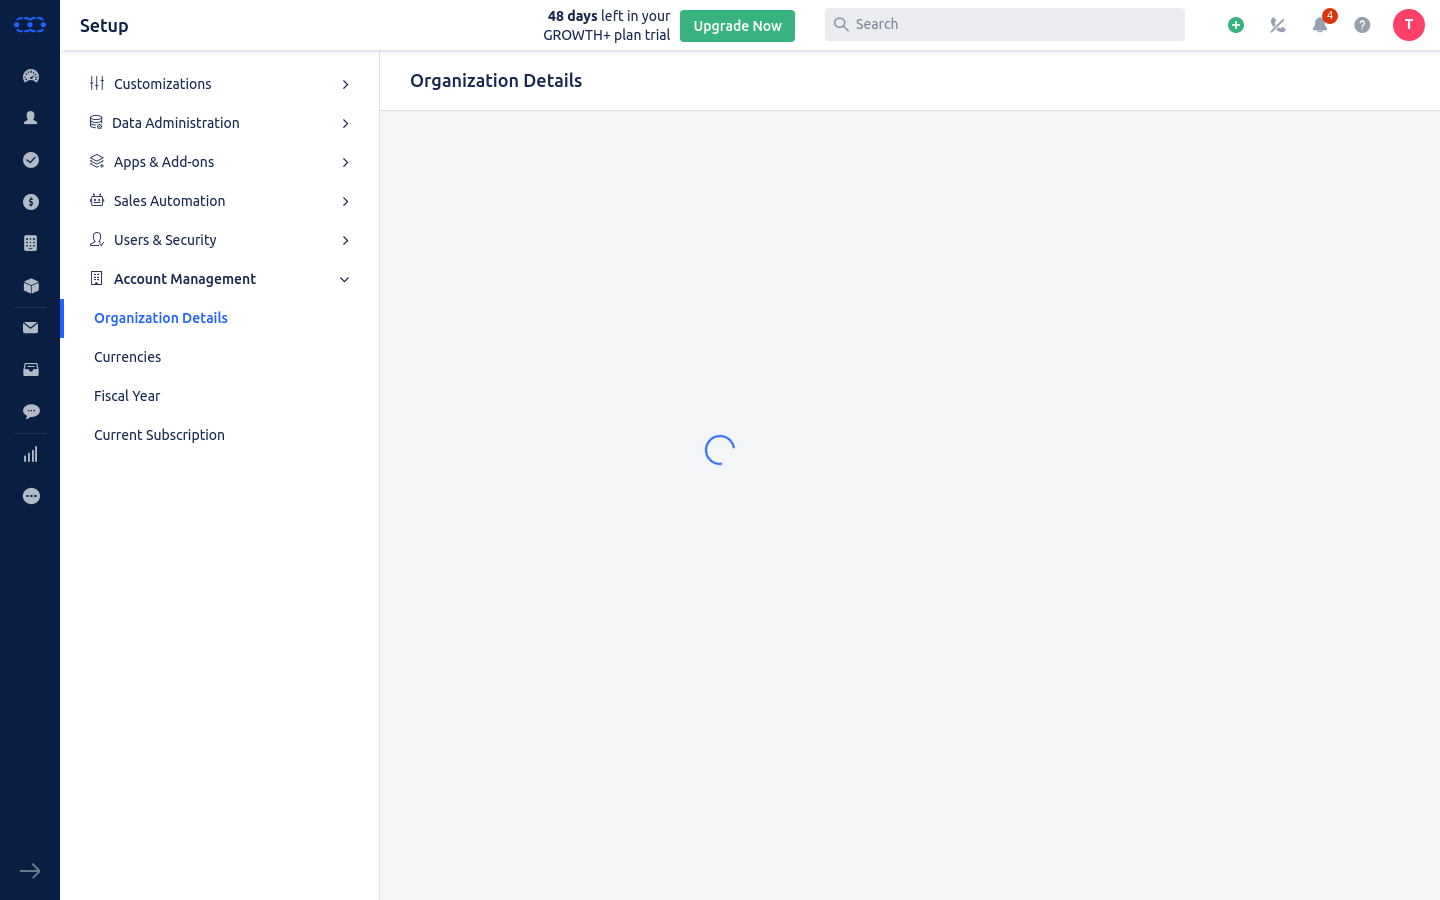 Setup
48 days left in your
GROWTH+ plan trial
Upgrade Now
Search
4
T
Customizations
Data Administration
Apps & Add-ons
Sales Automation
Users & Security
Account Management
Organization Details
Currencies
Fiscal Year
Current Subscription
Organization Details